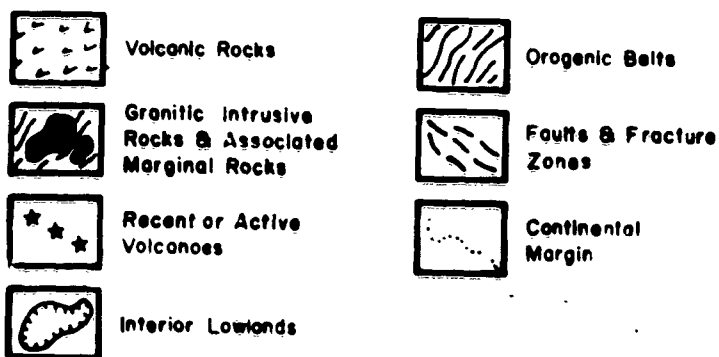 Volcanic Rocks
Granitic Intrusive
Rocks & Associated
Marginal Rocks
Recent or Active
Volcanoes
Interior Lowlands
Orogenic Belts
Faults & Fracture
Zones
Continental
Margin